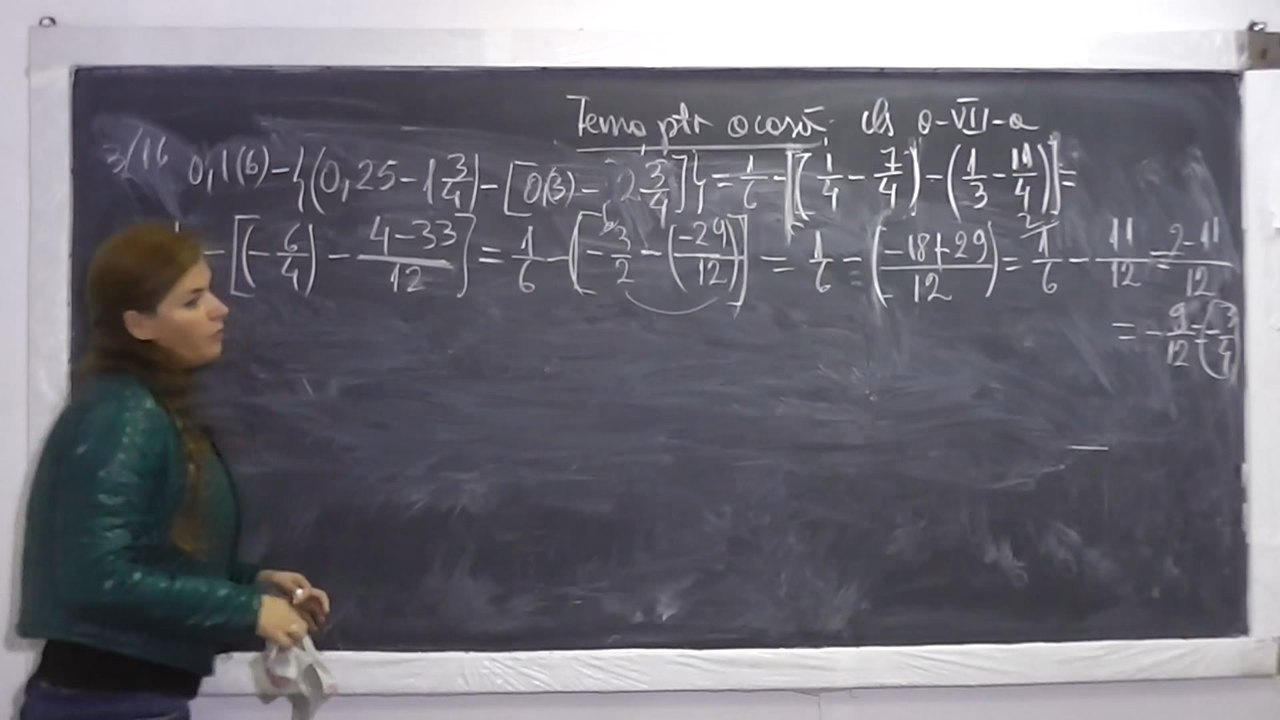 Tema ptr acasă cls a-VII-a
3/16 0,1(6)-{(0,25-1 3/4)-[0,(3)-2 3/4]}=1/6-[(1/4-7/4)-(1/3-11/4)]=
-[(-6/4)-4-33/12]=1/6-[-3/2-(-29/12)]=1/6-(-18+29/12)=1/6-11/12=2-11/12
=-9/12=(-3/4)